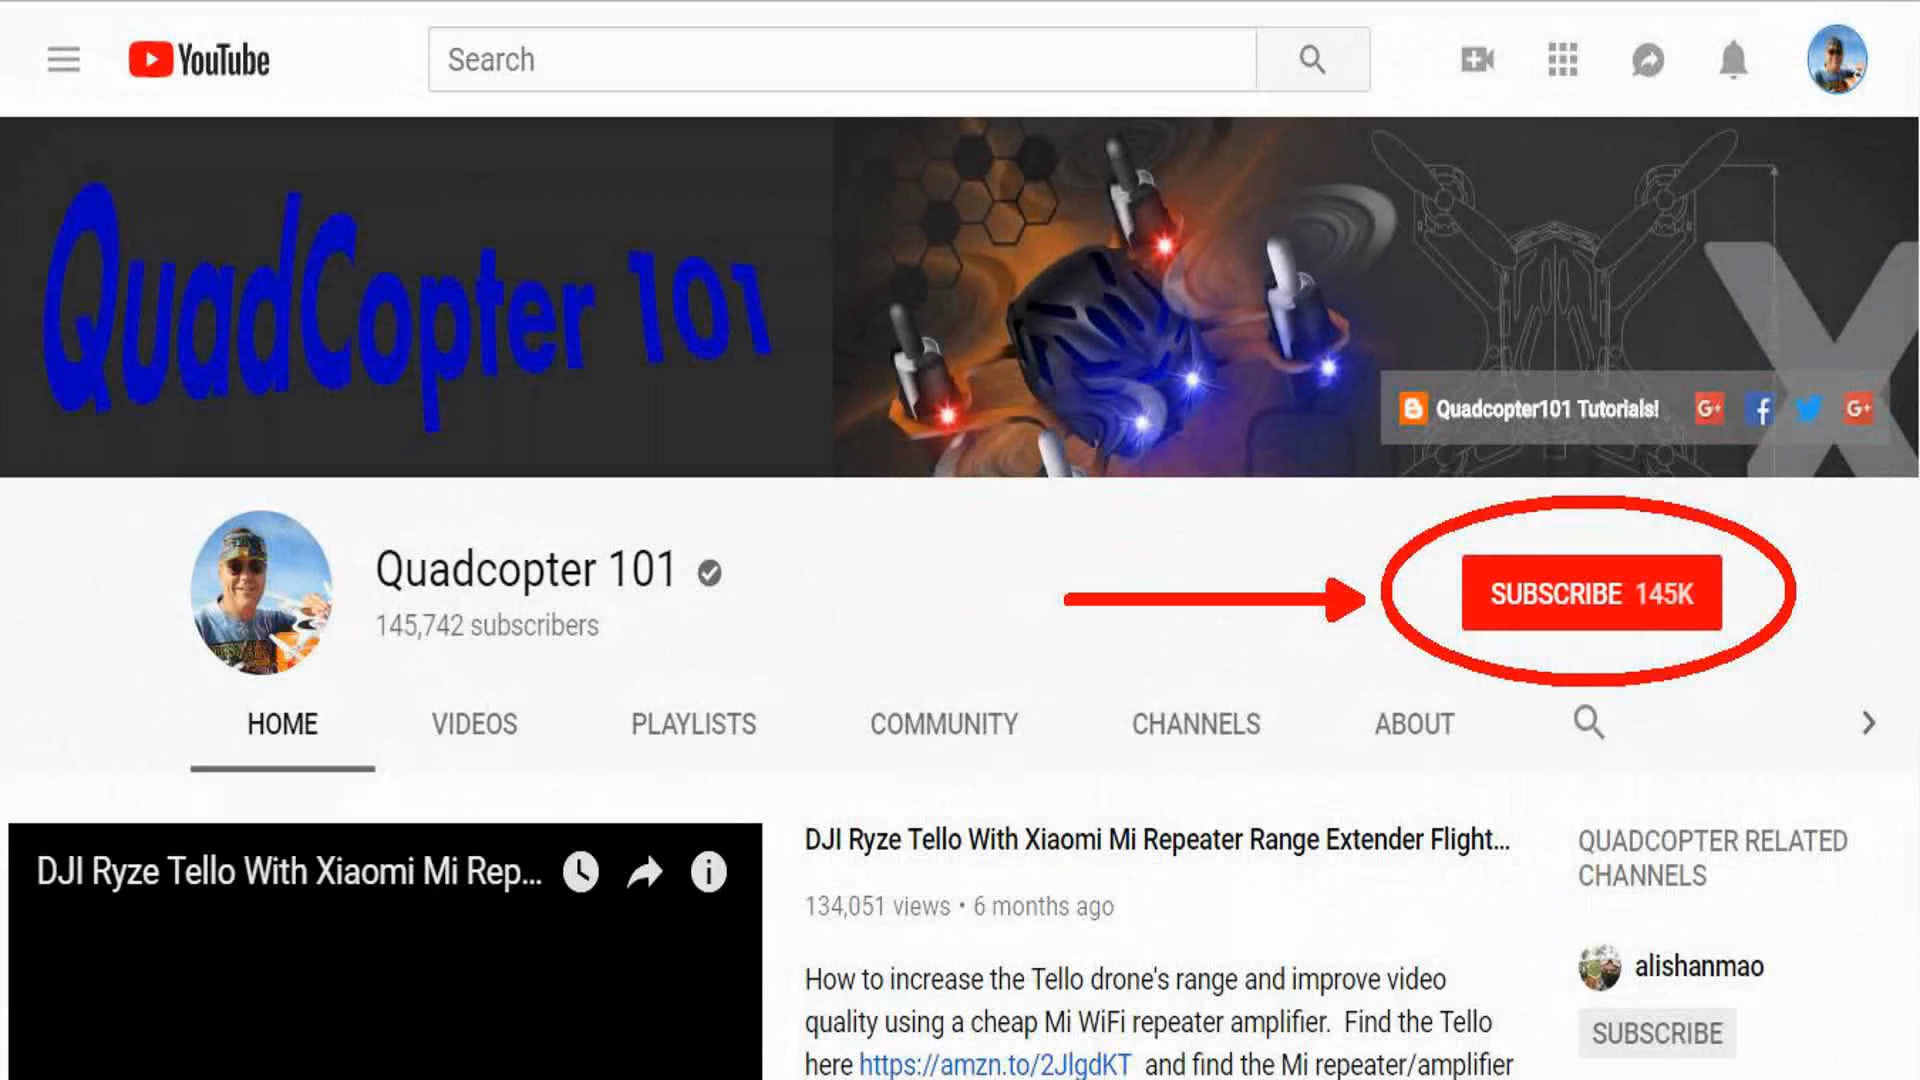 YouTube
Search
QuadCopter 101
X
Quadcopter101 Tutorials!
Quadcopter 101
145,742 subscribers
SUBSCRIBE 145K
HOME VIDEOS PLAYLISTS COMMUNITY CHANNELS ABOUT
DJI Ryze Tello With Xiaomi Mi Rep...
DJI Ryze Tello With Xiaomi Mi Repeater Range Extender Flight...
134,051 views • 6 months ago
How to increase the Tello drone's range and improve video
quality using a cheap Mi WiFi repeater amplifier. Find the Tello
here https://amzn.to/2JlgdKT and find the Mi repeater/amplifier
QUADCOPTER RELATED
CHANNELS
alishanmao
SUBSCRIBE